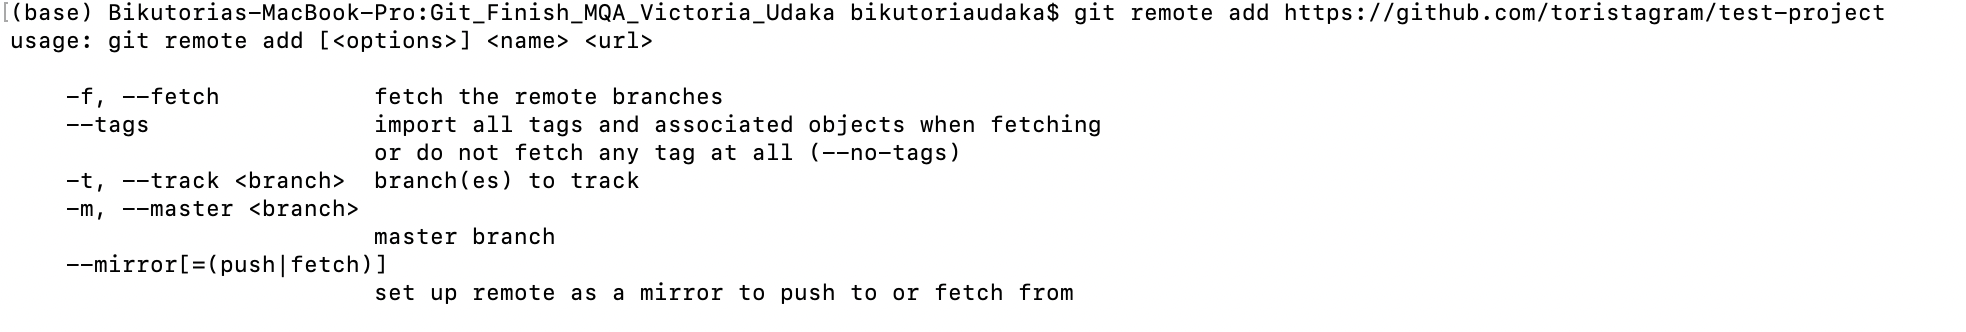 (base) Bikutorias-MacBook-Pro:Git_Finish_MQA_Victoria_Udaka bikutoriaudaka$ git remote add https://github.com/toristagram/test-project
usage: git remote add [<options>] <name> <url>
-f, --fetch fetch the remote branches
--tags import all tags and associated objects when fetching
or do not fetch any tag at all (--no-tags)
-t, --track <branch> branch(es) to track
-m, --master <branch>
master branch
--mirror[=(push|fetch)]
set up remote as a mirror to push to or fetch from